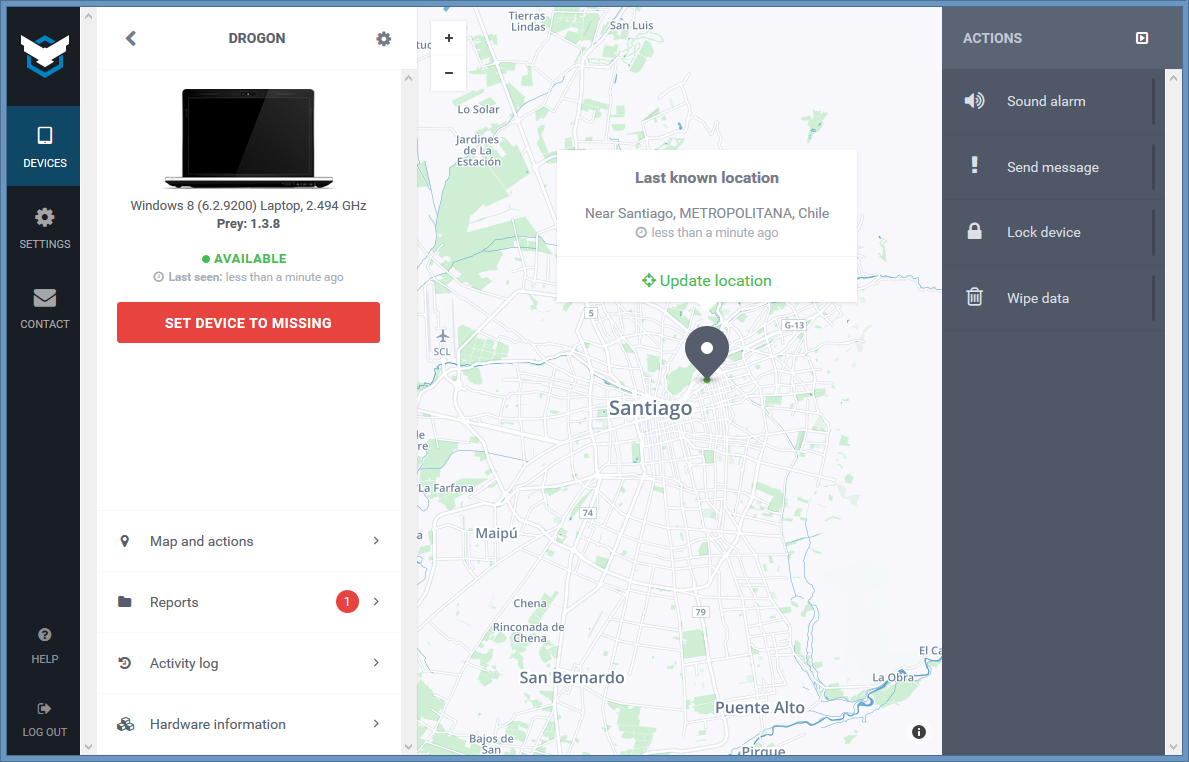 DEVICES
SETTINGS
CONTACT
HELP
LOG OUT
DROGON
Windows 8 (6.2.9200) Laptop, 2.494 GHz
Prey: 1.3.8
AVAILABLE
Last seen: less than a minute ago
SET DEVICE TO MISSING
Map and actions
Reports 1
Activity log
Hardware information
+
−
Tierras
Lindas
San Luis
Lo Solar
Jardines
de La
Estación
Last known location
Near Santiago, METROPOLITANA, Chile
less than a minute ago
Update location
5
G-13
SCL
Santiago
La Farfana
74
Maipú
Chena
79
Rinconada de
Chena
San Bernardo
La Obra
Puente Alto
Bajos de
San
Pirque
ACTIONS
Sound alarm
Send message
Lock device
Wipe data